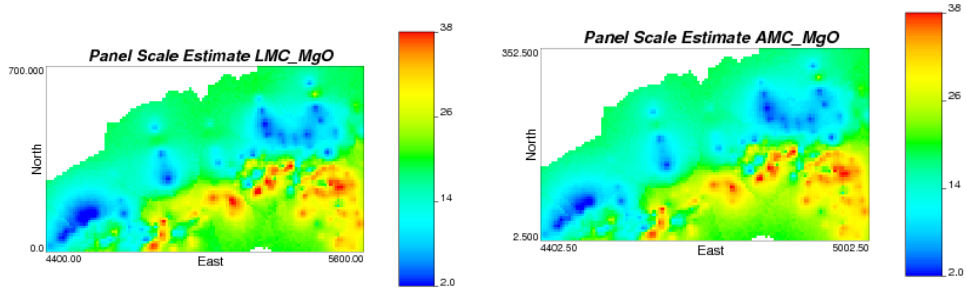 Panel Scale Estimate LMC_MgO
700.000
North
0.0
4400.00
East
5600.00
38
26
14
2.0
Panel Scale Estimate AMC_MgO
352.500
North
2.500
4402.50
East
5002.50
38
26
14
2.0